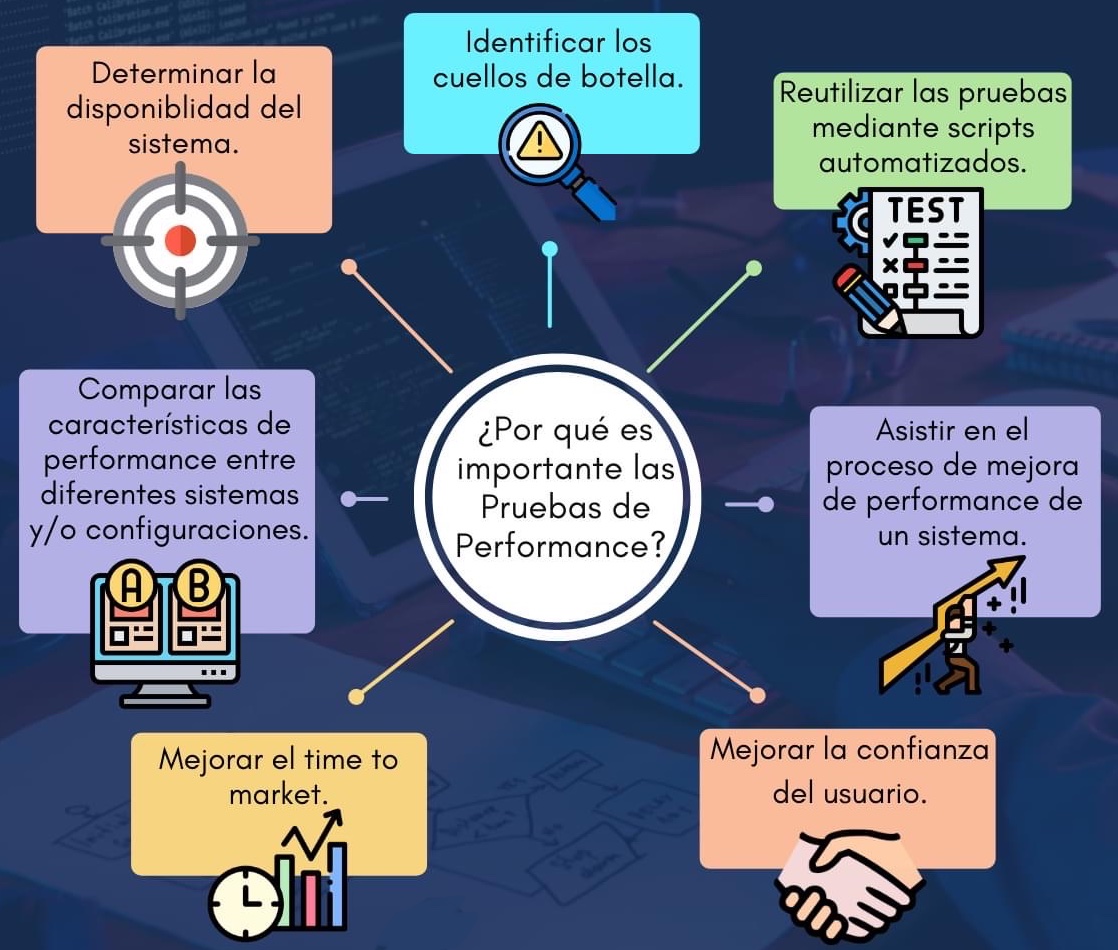 Identificar los
cuellos de botella.
Determinar la
disponiblidad del
sistema.
Reutilizar las pruebas
mediante scripts
automatizados.
TEST
¿Por qué es
importante las
Pruebas de
Performance?
Comparar las
características de
performance entre
diferentes sistemas
y/o configuraciones.
A B
Asistir en el
proceso de mejora
de performance de
un sistema.
Mejorar el time to
market.
Mejorar la confianza
del usuario.